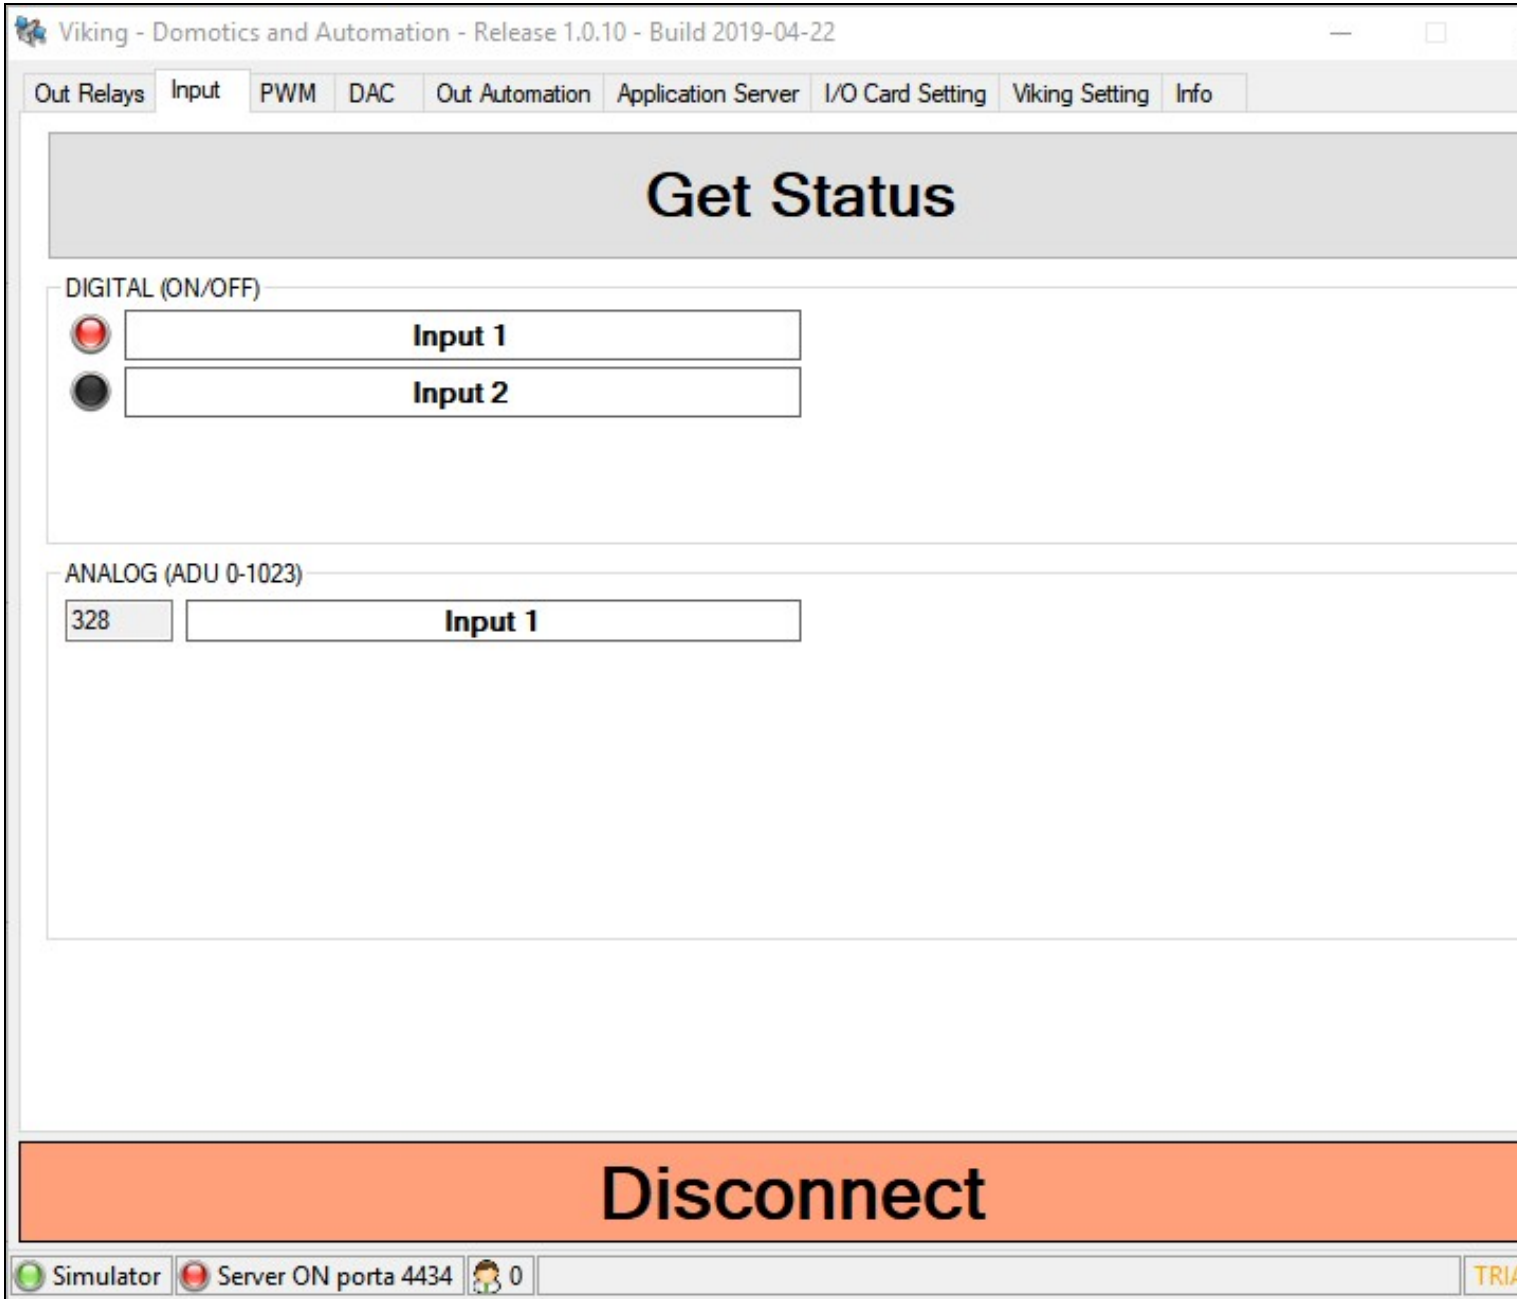 Viking - Domotics and Automation - Release 1.0.10 - Build 2019-04-22
Out Relays Input PWM DAC Out Automation Application Server I/O Card Setting Viking Setting Info
Get Status
DIGITAL (ON/OFF)
Input 1
Input 2
ANALOG (ADU 0-1023)
328 Input 1
Disconnect
Simulator Server ON porta 4434 0